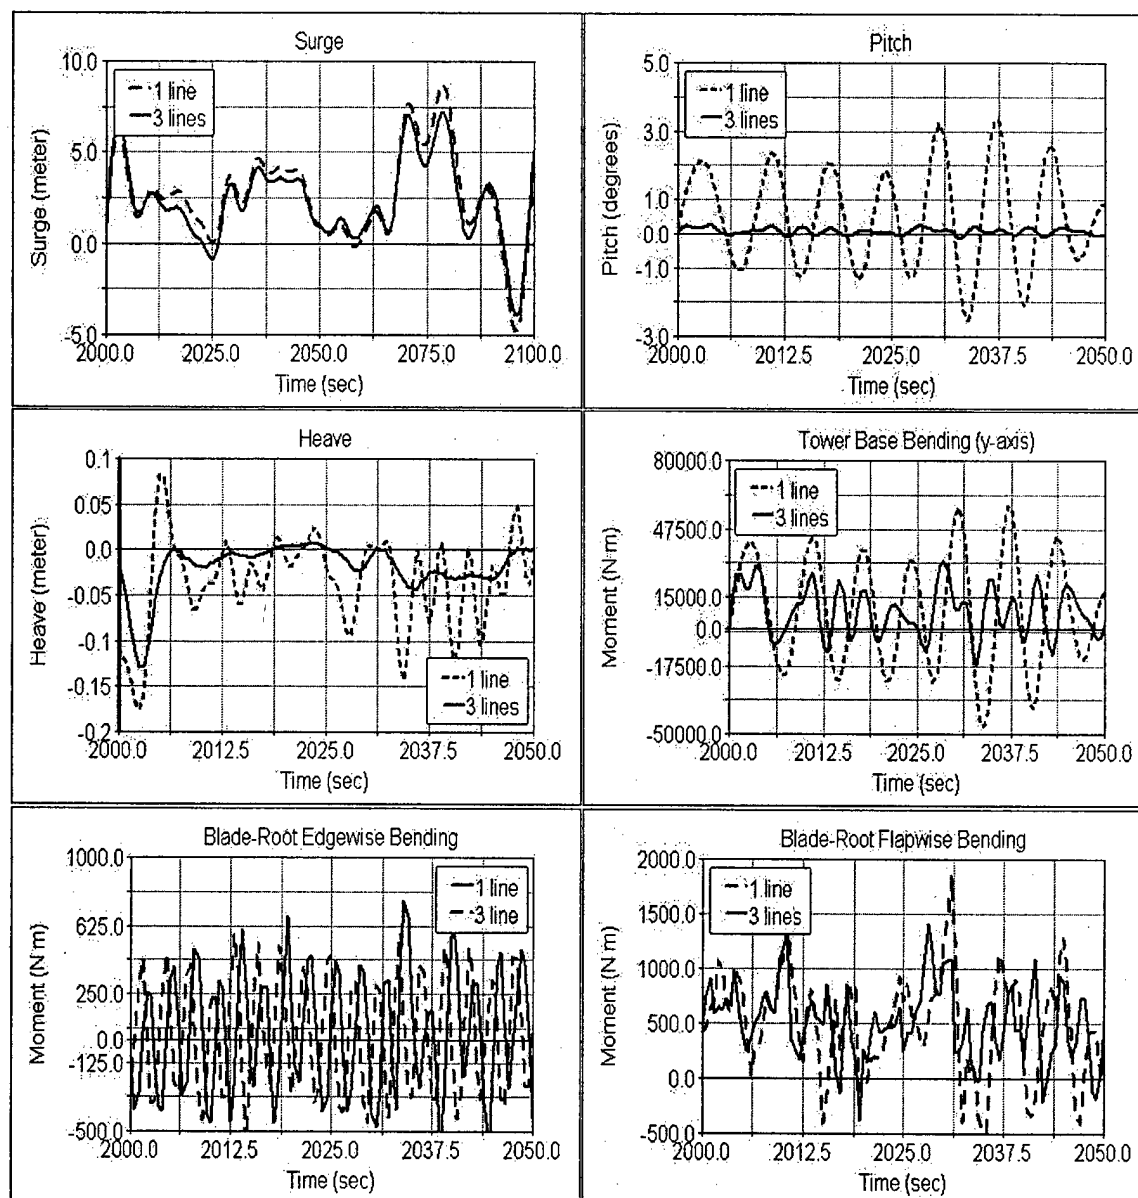 Surge
10.0
5.0
0.0
-5.0
Surge (meter)
1 line
3 lines
2000.0 2025.0 2050.0 2075.0 2100.0
Time (sec)
Pitch
5.0
3.0
1.0
0.0
-1.0
-3.0
Pitch (degrees)
1 line
3 lines
2000.0 2012.5 2025.0 2037.5 2050.0
Time (sec)
Heave
0.1
0.05
0.0
-0.05
-0.1
-0.15
-0.2
Heave (meter)
1 line
3 lines
2000.0 2012.5 2025.0 2037.5 2050.0
Time (sec)
Tower Base Bending (y-axis)
80000.0
47500.0
15000.0
0.0
-17500.0
-50000.0
Moment (N·m)
1 line
3 lines
2000.0 2012.5 2025.0 2037.5 2050.0
Time (sec)
Blade-Root Edgewise Bending
1000.0
625.0
250.0
0.0
-125.0
-500.0
Moment (N·m)
1 line
3 line
2000.0 2012.5 2025.0 2037.5 2050.0
Time (sec)
Blade-Root Flapwise Bending
2000.0
1500.0
1000.0
500.0
0.0
-500.0
Moment (N·m)
1 line
3 lines
2000.0 2012.5 2025.0 2037.5 2050.0
Time (sec)